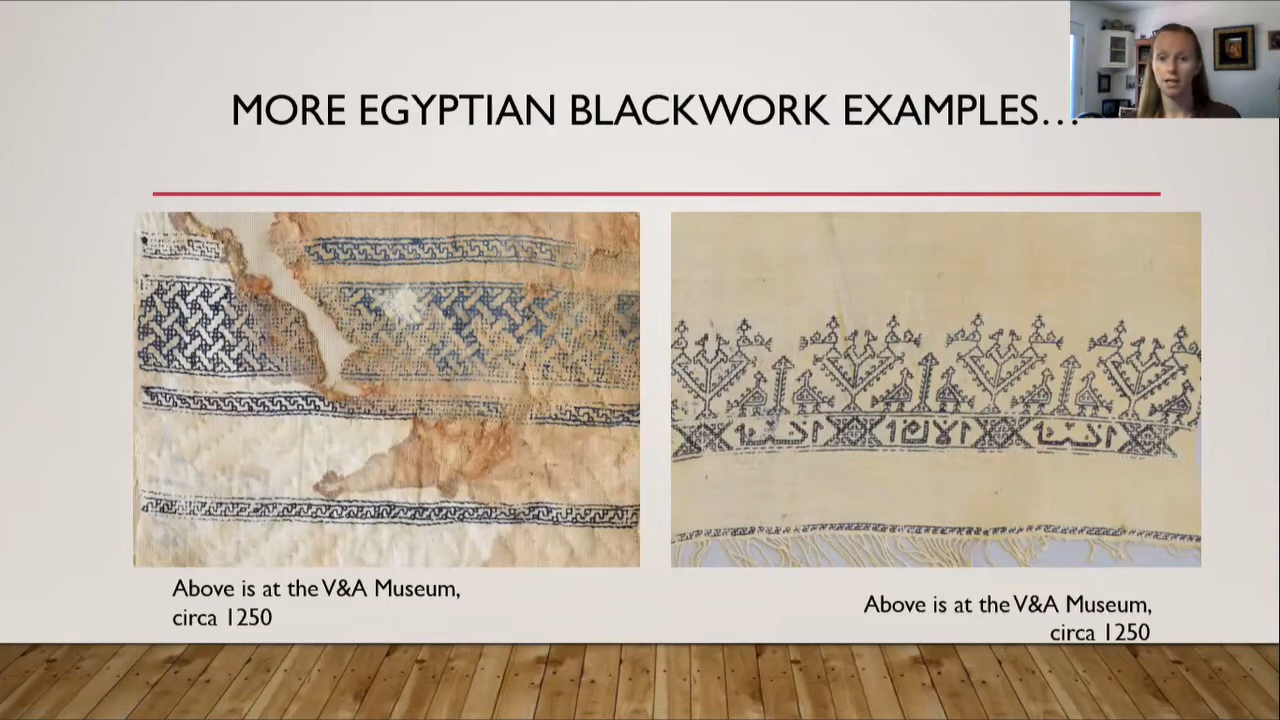 MORE EGYPTIAN BLACKWORK EXAMPLES...
Above is at the V&A Museum,
circa 1250
Above is at the V&A Museum,
circa 1250